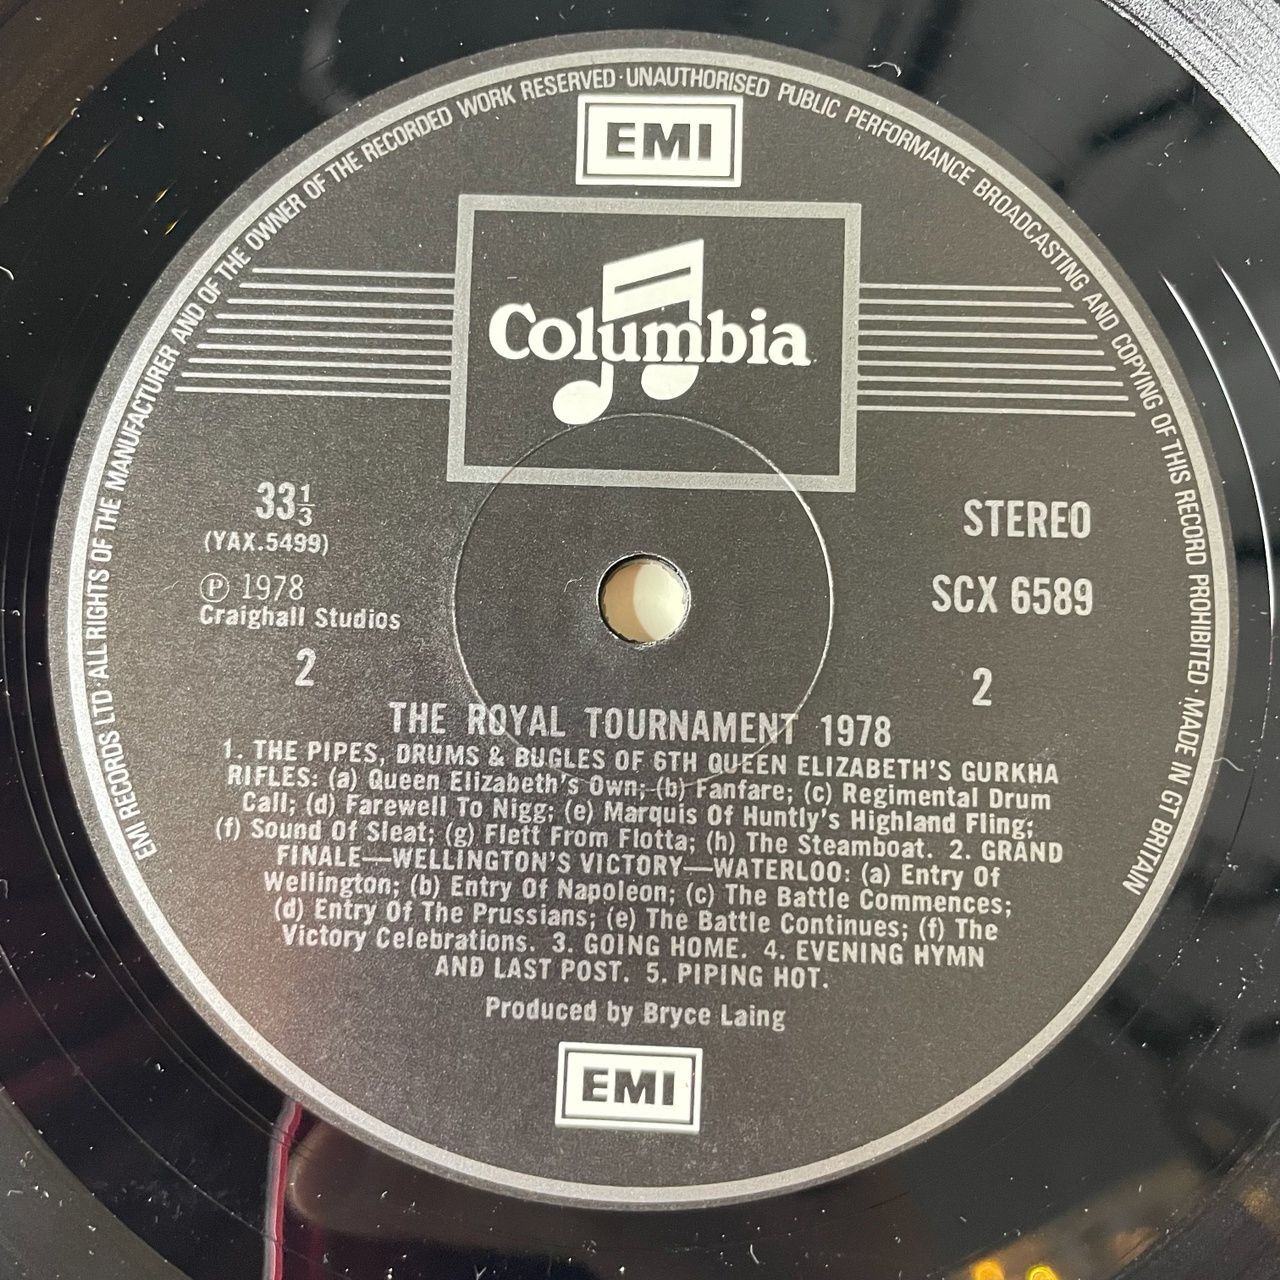 EMI RECORDS LTD · ALL RIGHTS OF THE MANUFACTURER AND OF THE OWNER OF THE RECORDED WORK RESERVED · UNAUTHORISED PUBLIC PERFORMANCE BROADCASTING AND COPYING OF THIS RECORD PROHIBITED · MADE IN GT BRITAIN
EMI
Columbia
33⅓
(YAX.5499)
℗ 1978
Craighall Studios
2
STEREO
SCX 6589
2
THE ROYAL TOURNAMENT 1978
1. THE PIPES, DRUMS & BUGLES OF 6TH QUEEN ELIZABETH'S GURKHA
RIFLES: (a) Queen Elizabeth's Own; (b) Fanfare; (c) Regimental Drum
Call; (d) Farewell To Nigg; (e) Marquis Of Huntly's Highland Fling;
(f) Sound Of Sleat; (g) Flett From Flotta; (h) The Steamboat. 2. GRAND
FINALE—WELLINGTON'S VICTORY—WATERLOO: (a) Entry Of
Wellington; (b) Entry Of Napoleon; (c) The Battle Commences;
(d) Entry Of The Prussians; (e) The Battle Continues; (f) The
Victory Celebrations. 3. GOING HOME. 4. EVENING HYMN
AND LAST POST. 5. PIPING HOT.
Produced by Bryce Laing
EMI